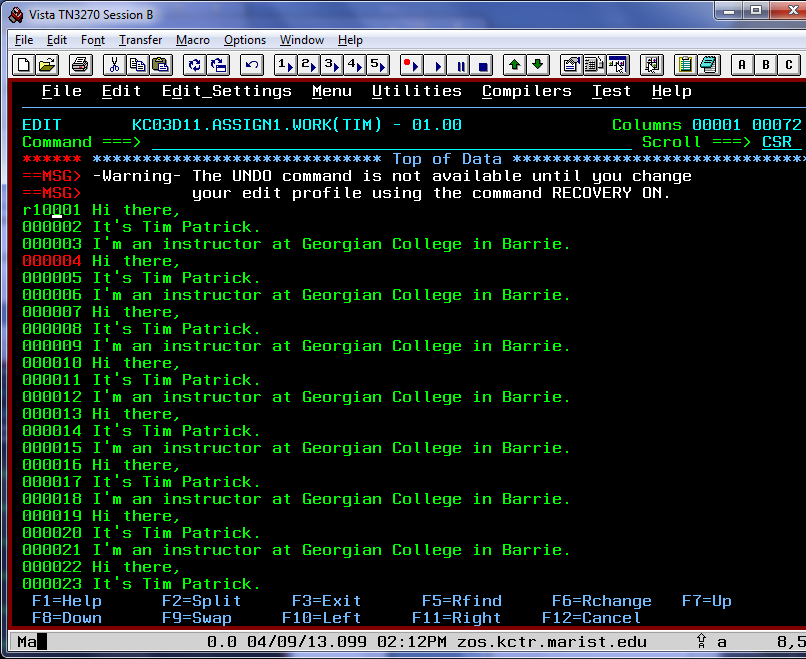 Vista TN3270 Session B
File Edit Font Transfer Macro Options Window Help
1 2 3 4 5 A B C
File Edit Edit_Settings Menu Utilities Compilers Test Help
EDIT KC03D11.ASSIGN1.WORK(TIM) - 01.00 Columns 00001 00072
Command ===> Scroll ===> CSR
****** ***************************** Top of Data ******************************
==MSG> -Warning- The UNDO command is not available until you change
==MSG> your edit profile using the command RECOVERY ON.
r10001 Hi there,
000002 It's Tim Patrick.
000003 I'm an instructor at Georgian College in Barrie.
000004 Hi there,
000005 It's Tim Patrick.
000006 I'm an instructor at Georgian College in Barrie.
000007 Hi there,
000008 It's Tim Patrick.
000009 I'm an instructor at Georgian College in Barrie.
000010 Hi there,
000011 It's Tim Patrick.
000012 I'm an instructor at Georgian College in Barrie.
000013 Hi there,
000014 It's Tim Patrick.
000015 I'm an instructor at Georgian College in Barrie.
000016 Hi there,
000017 It's Tim Patrick.
000018 I'm an instructor at Georgian College in Barrie.
000019 Hi there,
000020 It's Tim Patrick.
000021 I'm an instructor at Georgian College in Barrie.
000022 Hi there,
000023 It's Tim Patrick.
F1=Help F2=Split F3=Exit F5=Rfind F6=Rchange F7=Up
F8=Down F9=Swap F10=Left F11=Right F12=Cancel
Ma 0.0 04/09/13.099 02:12PM zos.kctr.marist.edu a 8,5